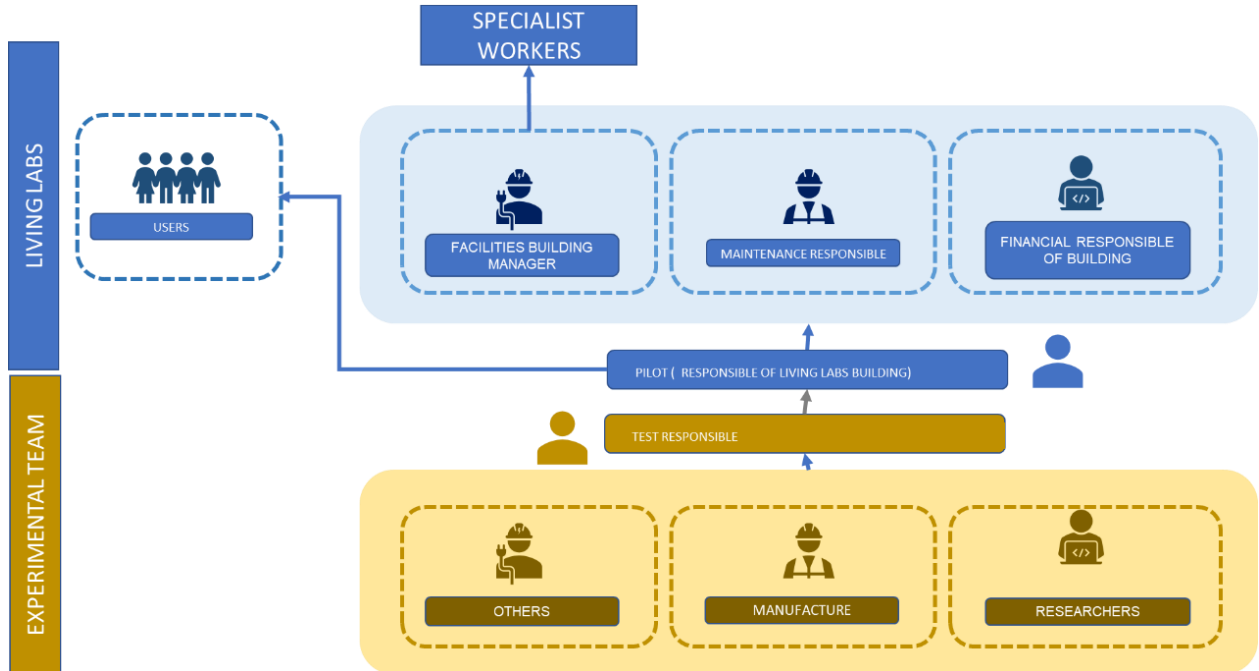 SPECIALIST
WORKERS
LIVING LABS
USERS
FACILITIES BUILDING
MANAGER
MAINTENANCE RESPONSIBLE
</>
FINANCIAL RESPONSIBLE
OF BUILDING
PILOT ( RESPONSIBLE OF LIVING LABS BUILDING)
TEST RESPONSIBLE
EXPERIMENTAL TEAM
OTHERS
MANUFACTURE
</>
RESEARCHERS